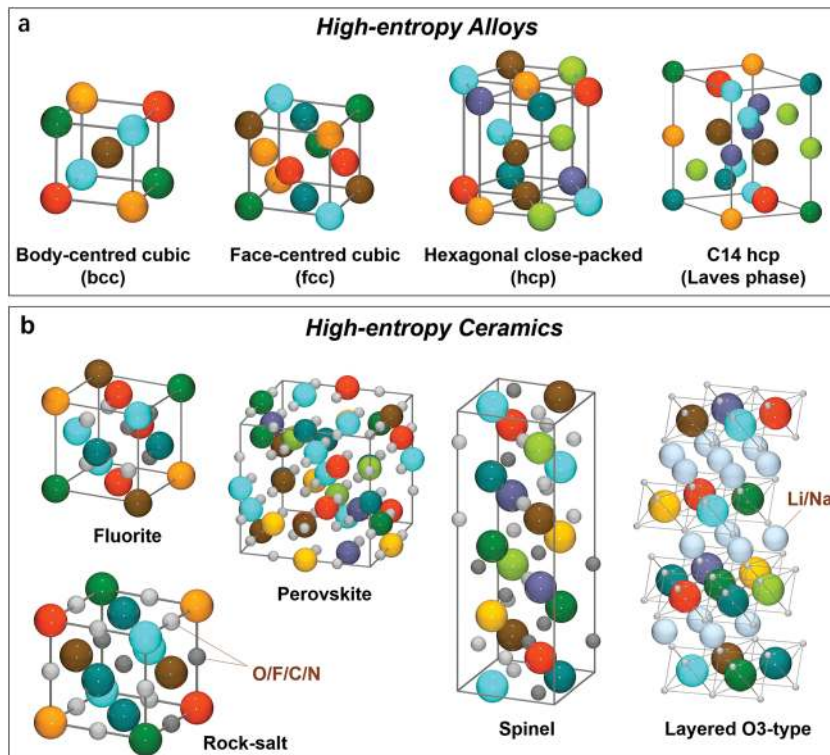 a
High-entropy Alloys
Body-centred cubic
(bcc)
Face-centred cubic
(fcc)
Hexagonal close-packed
(hcp)
C14 hcp
(Laves phase)
b
High-entropy Ceramics
Fluorite
Perovskite
Li/Na
O/F/C/N
Rock-salt
Spinel
Layered O3-type